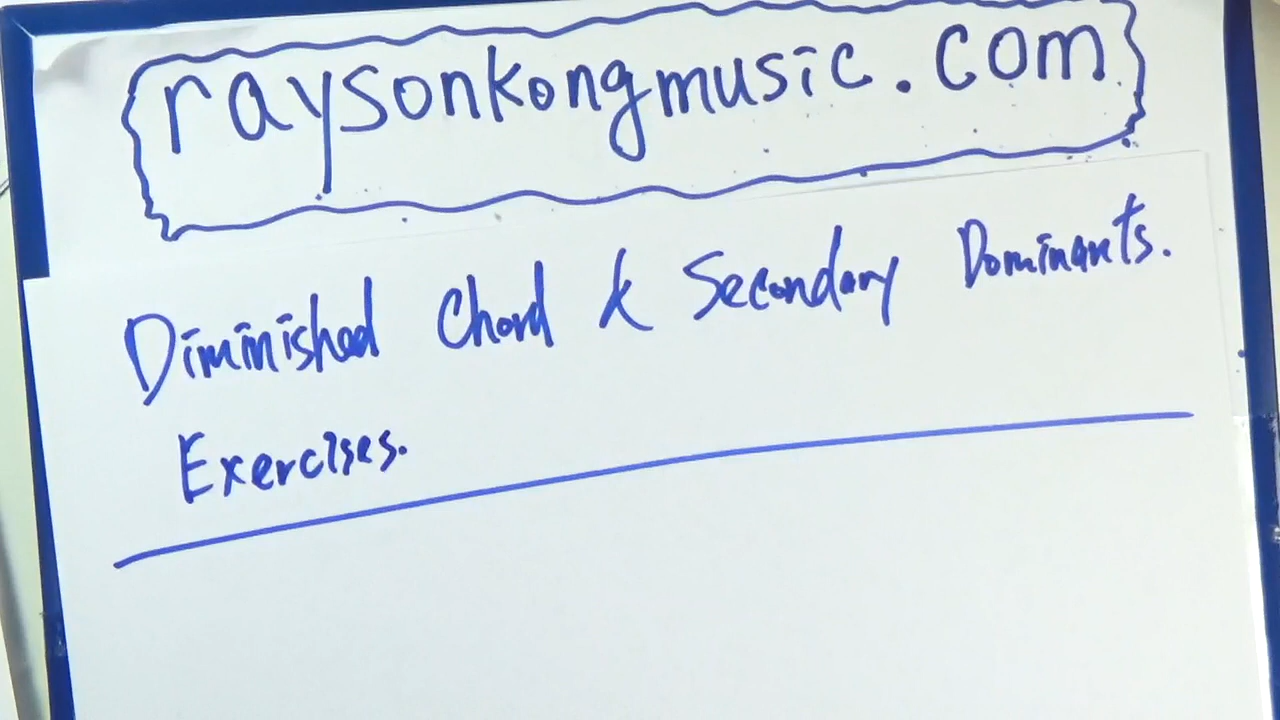 raysonkongmusic.com
Diminished Chord & Secondary Dominants.
Exercises.